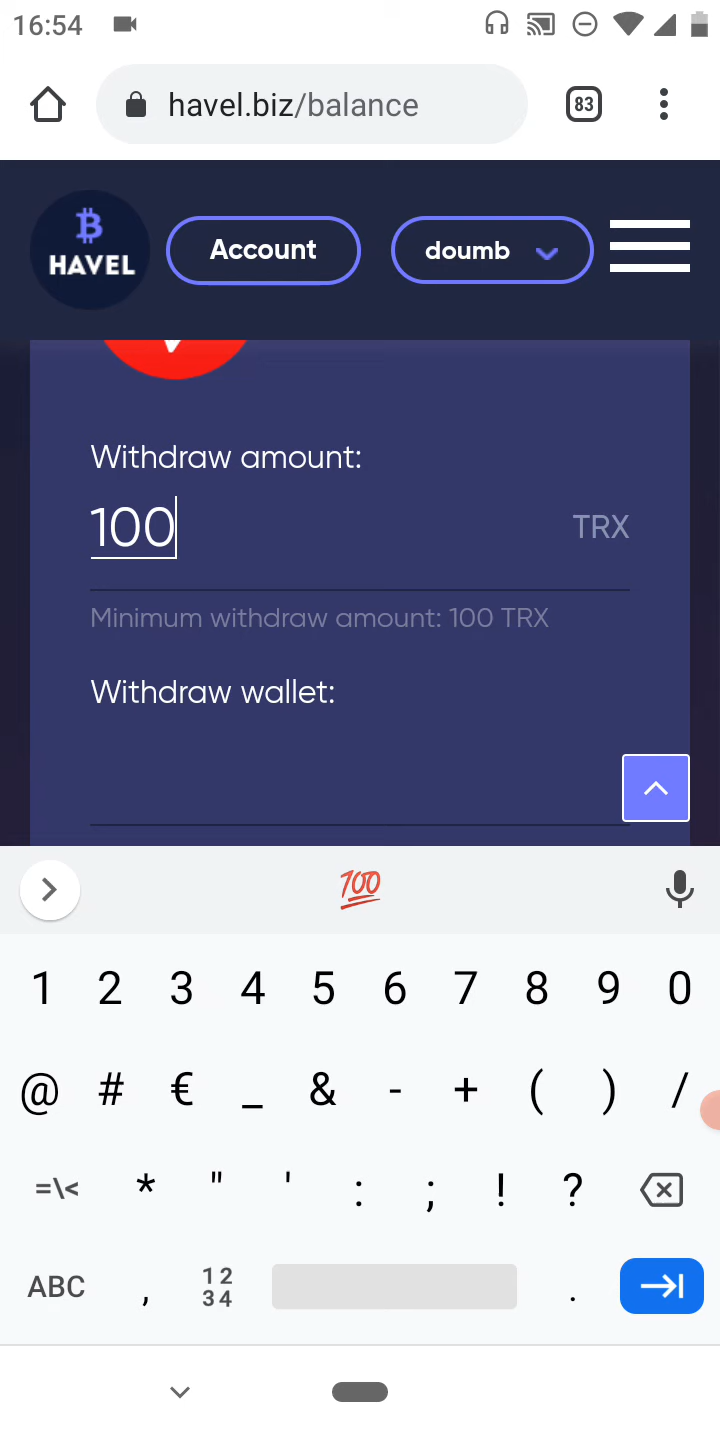 16:54
havel.biz/balance
83
HAVEL
Account
doumb
Withdraw amount:
100
TRX
Minimum withdraw amount: 100 TRX
Withdraw wallet:
💯
1 2 3 4 5 6 7 8 9 0
@ # € _ & - + ( ) /
=\< * " ' : ; ! ?
ABC , 12 34 .